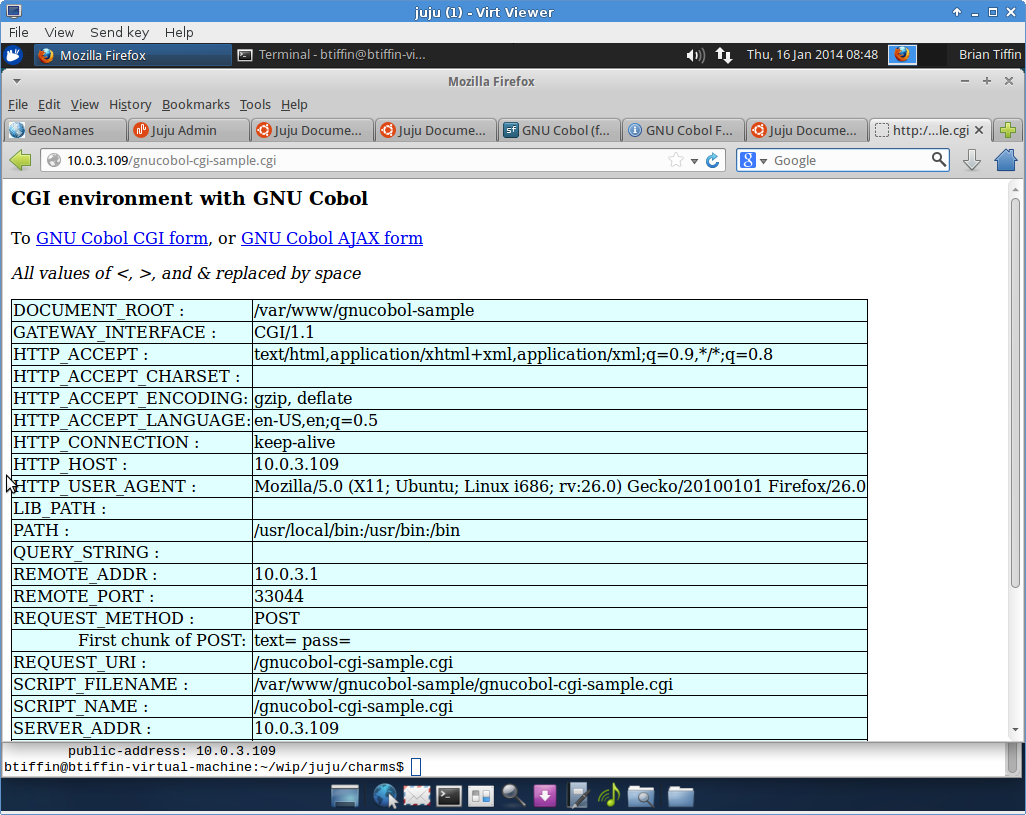 juju (1) - Virt Viewer
File View Send key Help
Mozilla Firefox Terminal - btiffin@btiffin-vi... Thu, 16 Jan 2014 08:48 Brian Tiffin
Mozilla Firefox
File Edit View History Bookmarks Tools Help
GeoNames Juju Admin Juju Docume... Juju Docume... sf GNU Cobol (f... GNU Cobol F... Juju Docume... http:/...le.cgi
10.0.3.109/gnucobol-cgi-sample.cgi 8 Google
CGI environment with GNU Cobol
To GNU Cobol CGI form, or GNU Cobol AJAX form
All values of <, >, and & replaced by space
DOCUMENT_ROOT : /var/www/gnucobol-sample
GATEWAY_INTERFACE : CGI/1.1
HTTP_ACCEPT : text/html,application/xhtml+xml,application/xml;q=0.9,*/*;q=0.8
HTTP_ACCEPT_CHARSET :
HTTP_ACCEPT_ENCODING: gzip, deflate
HTTP_ACCEPT_LANGUAGE: en-US,en;q=0.5
HTTP_CONNECTION : keep-alive
HTTP_HOST : 10.0.3.109
HTTP_USER_AGENT : Mozilla/5.0 (X11; Ubuntu; Linux i686; rv:26.0) Gecko/20100101 Firefox/26.0
LIB_PATH :
PATH : /usr/local/bin:/usr/bin:/bin
QUERY_STRING :
REMOTE_ADDR : 10.0.3.1
REMOTE_PORT : 33044
REQUEST_METHOD : POST
First chunk of POST: text= pass=
REQUEST_URI : /gnucobol-cgi-sample.cgi
SCRIPT_FILENAME : /var/www/gnucobol-sample/gnucobol-cgi-sample.cgi
SCRIPT_NAME : /gnucobol-cgi-sample.cgi
SERVER_ADDR : 10.0.3.109
public-address: 10.0.3.109
btiffin@btiffin-virtual-machine:~/wip/juju/charms$